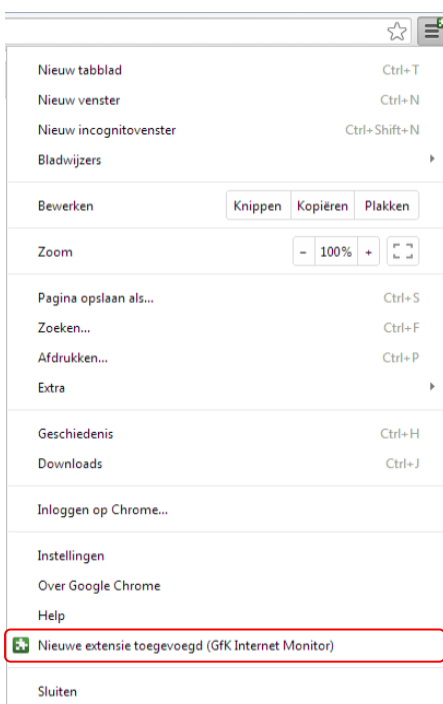 Nieuw tabblad Ctrl+T
Nieuw venster Ctrl+N
Nieuw incognitovenster Ctrl+Shift+N
Bladwijzers
Bewerken Knippen Kopiëren Plakken
Zoom - 100% +
Pagina opslaan als... Ctrl+S
Zoeken... Ctrl+F
Afdrukken... Ctrl+P
Extra
Geschiedenis Ctrl+H
Downloads Ctrl+J
Inloggen op Chrome...
Instellingen
Over Google Chrome
Help
Nieuwe extensie toegevoegd (GfK Internet Monitor)
Sluiten